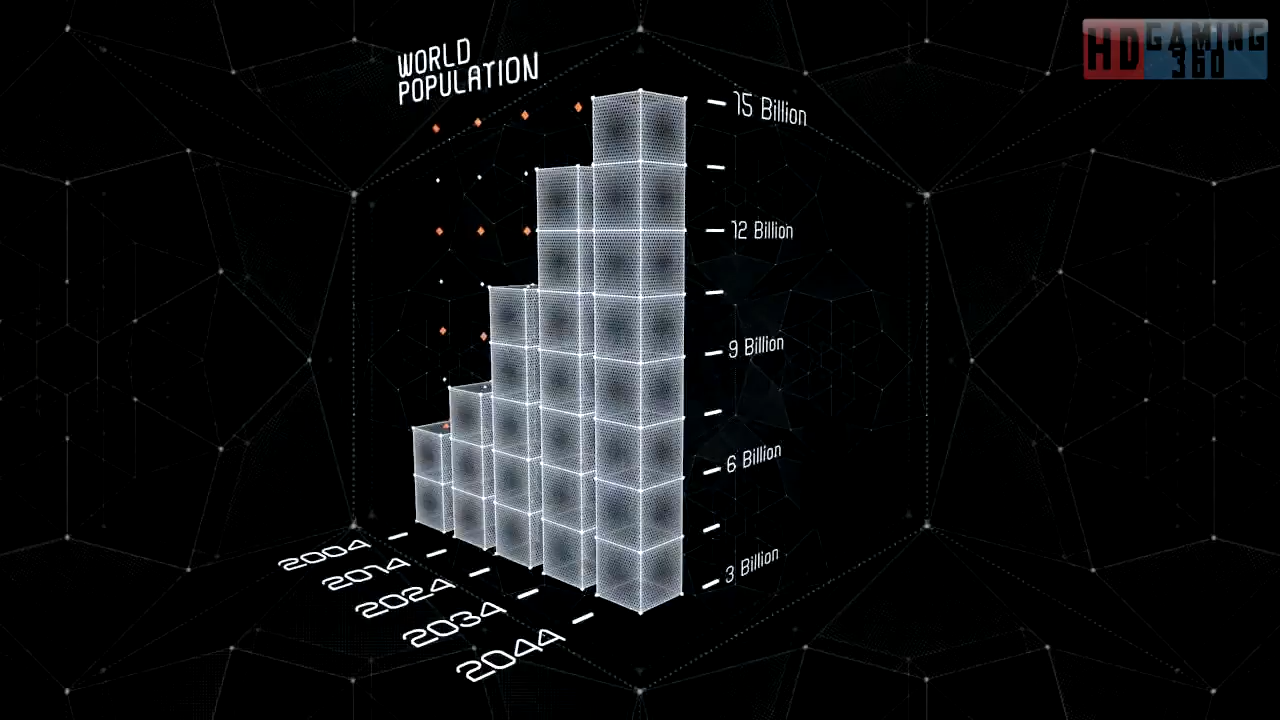 WORLD
POPULATION
HD GAMING
360
15 Billion
12 Billion
9 Billion
6 Billion
3 Billion
2004
2014
2024
2034
2044